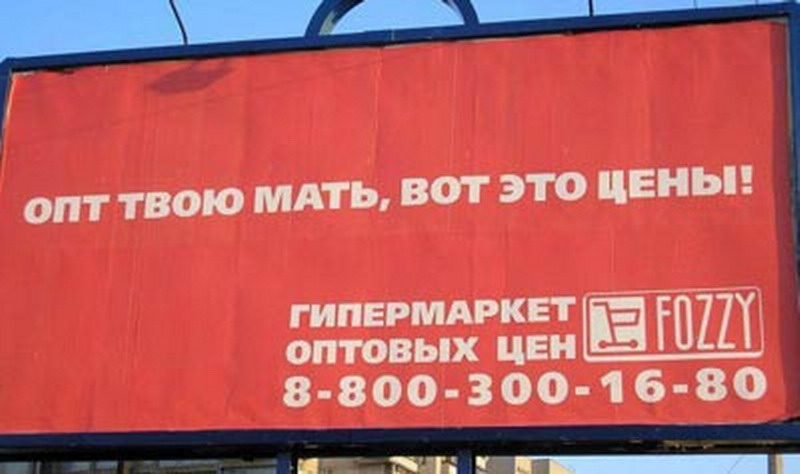 ОПТ ТВОЮ МАТЬ, ВОТ ЭТО ЦЕНЫ!
ГИПЕРМАРКЕТ
ОПТОВЫХ ЦЕН
FOZZY
8-800-300-16-80